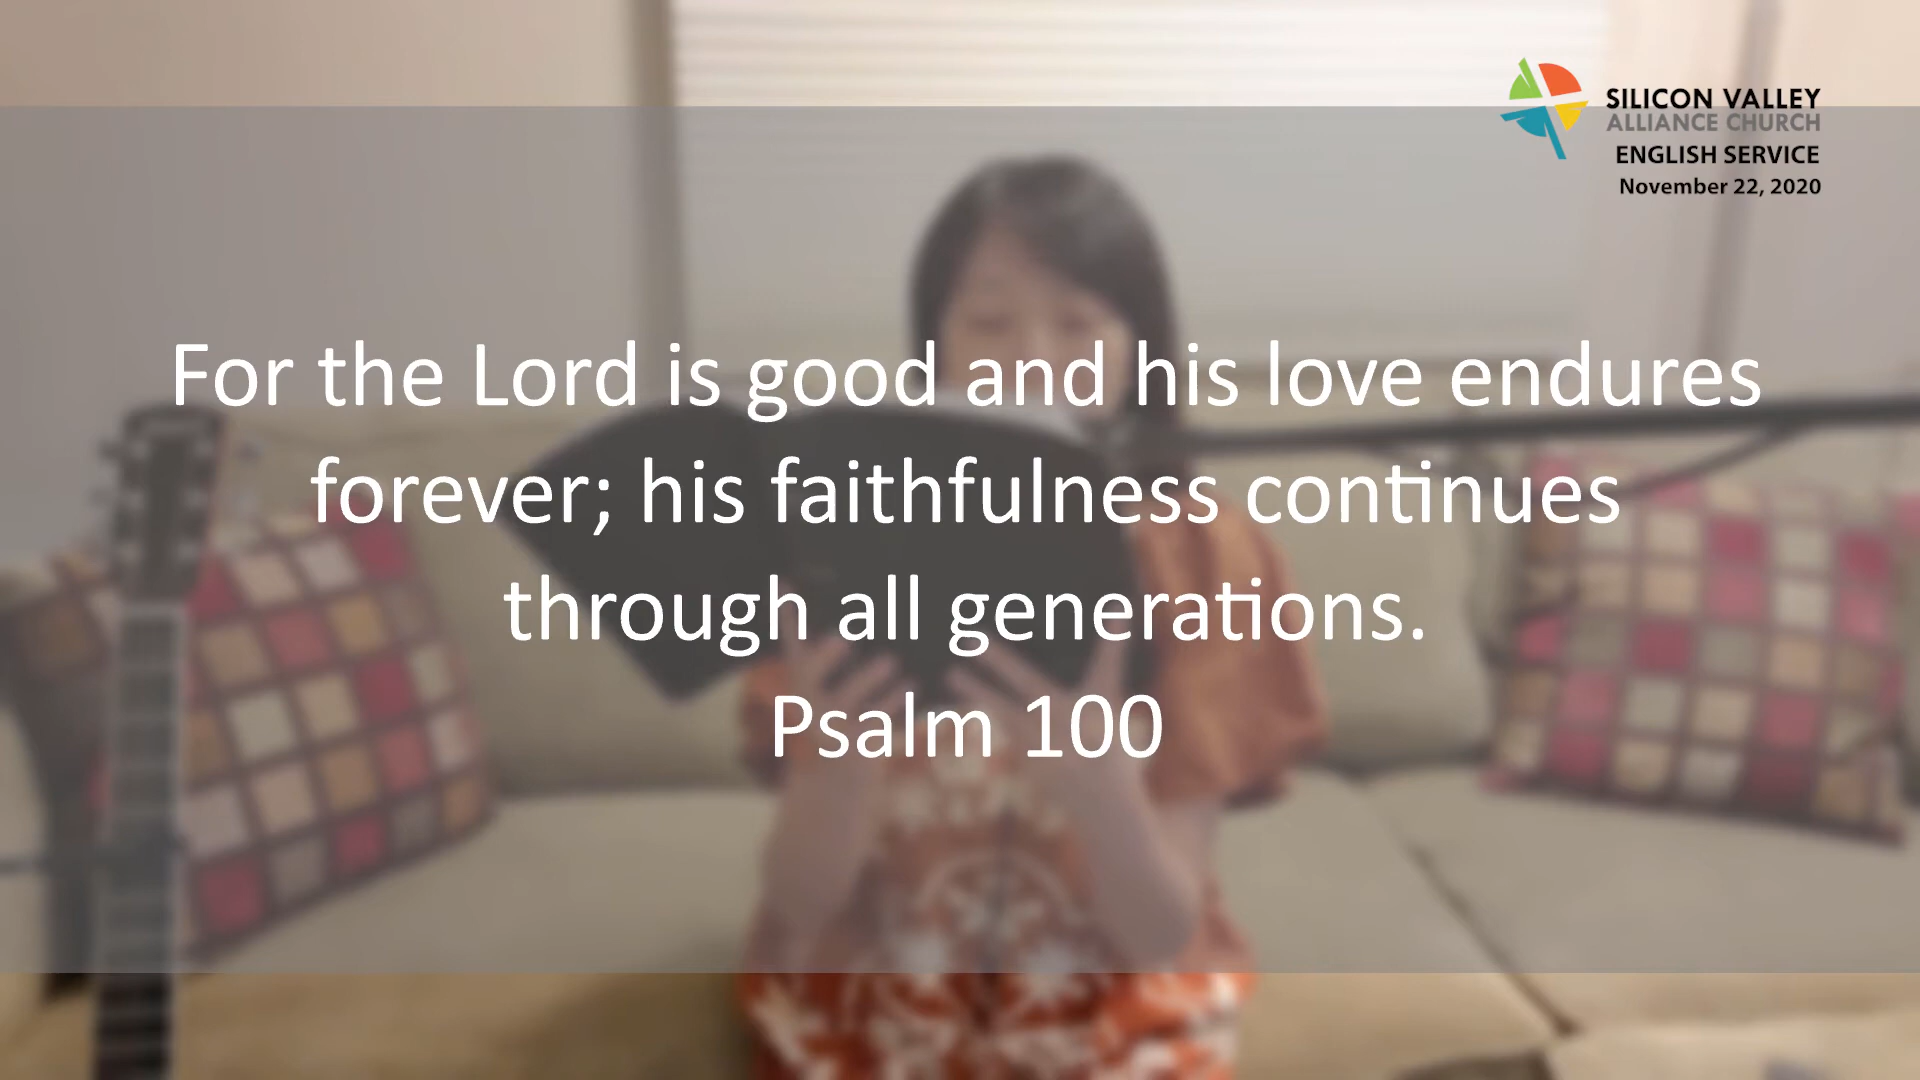 SILICON VALLEY
ALLIANCE CHURCH
ENGLISH SERVICE
November 22, 2020
For the Lord is good and his love endures
forever; his faithfulness continues
through all generations.
Psalm 100